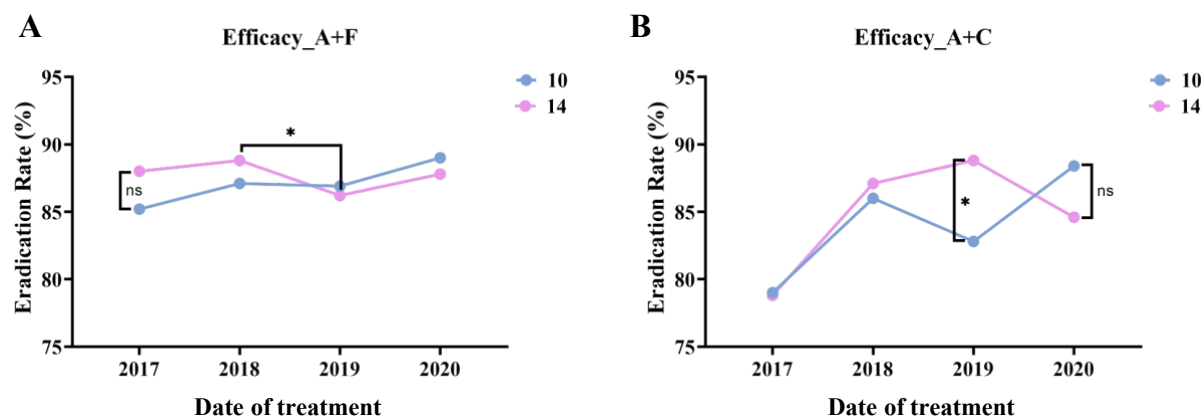 A
Efficacy_A+F
10
14
Eradication Rate (%)
95
90
85
80
75
*
ns
2017 2018 2019 2020
Date of treatment
B
Efficacy_A+C
10
14
Eradication Rate (%)
95
90
85
80
75
*
ns
2017 2018 2019 2020
Date of treatment